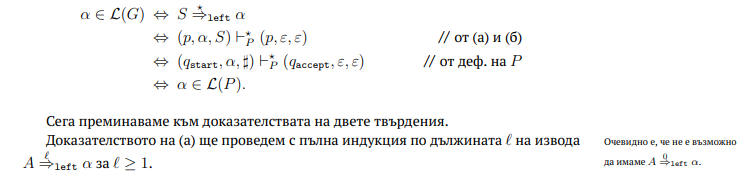 α ∈ L(G) ⇔ S ⇒*left α
⇔ (p, α, S) ⊢*P (p, ε, ε) // от (а) и (б)
⇔ (qstart, α, ♯) ⊢*P (qaccept, ε, ε) // от деф. на P
⇔ α ∈ L(P).
Сега преминаваме към доказателствата на двете твърдения.
Доказателството на (а) ще проведем с пълна индукция по дължината ℓ на извода
A ⇒ℓleft α за ℓ ≥ 1.
Очевидно е, че не е възможно
да имаме A ⇒0left α.